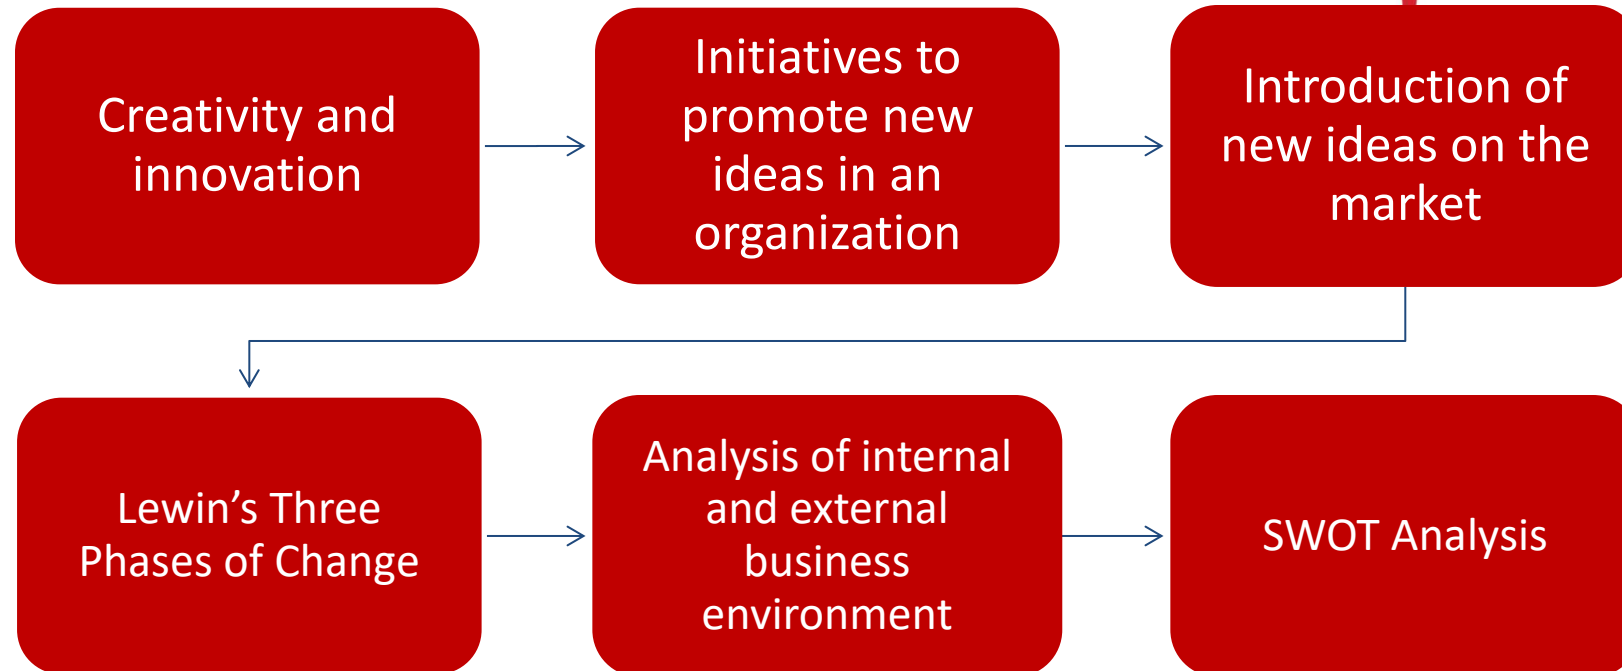 Creativity and
innovation
Initiatives to
promote new
ideas in an
organization
Introduction of
new ideas on the
market
Lewin’s Three
Phases of Change
Analysis of internal
and external
business
environment
SWOT Analysis